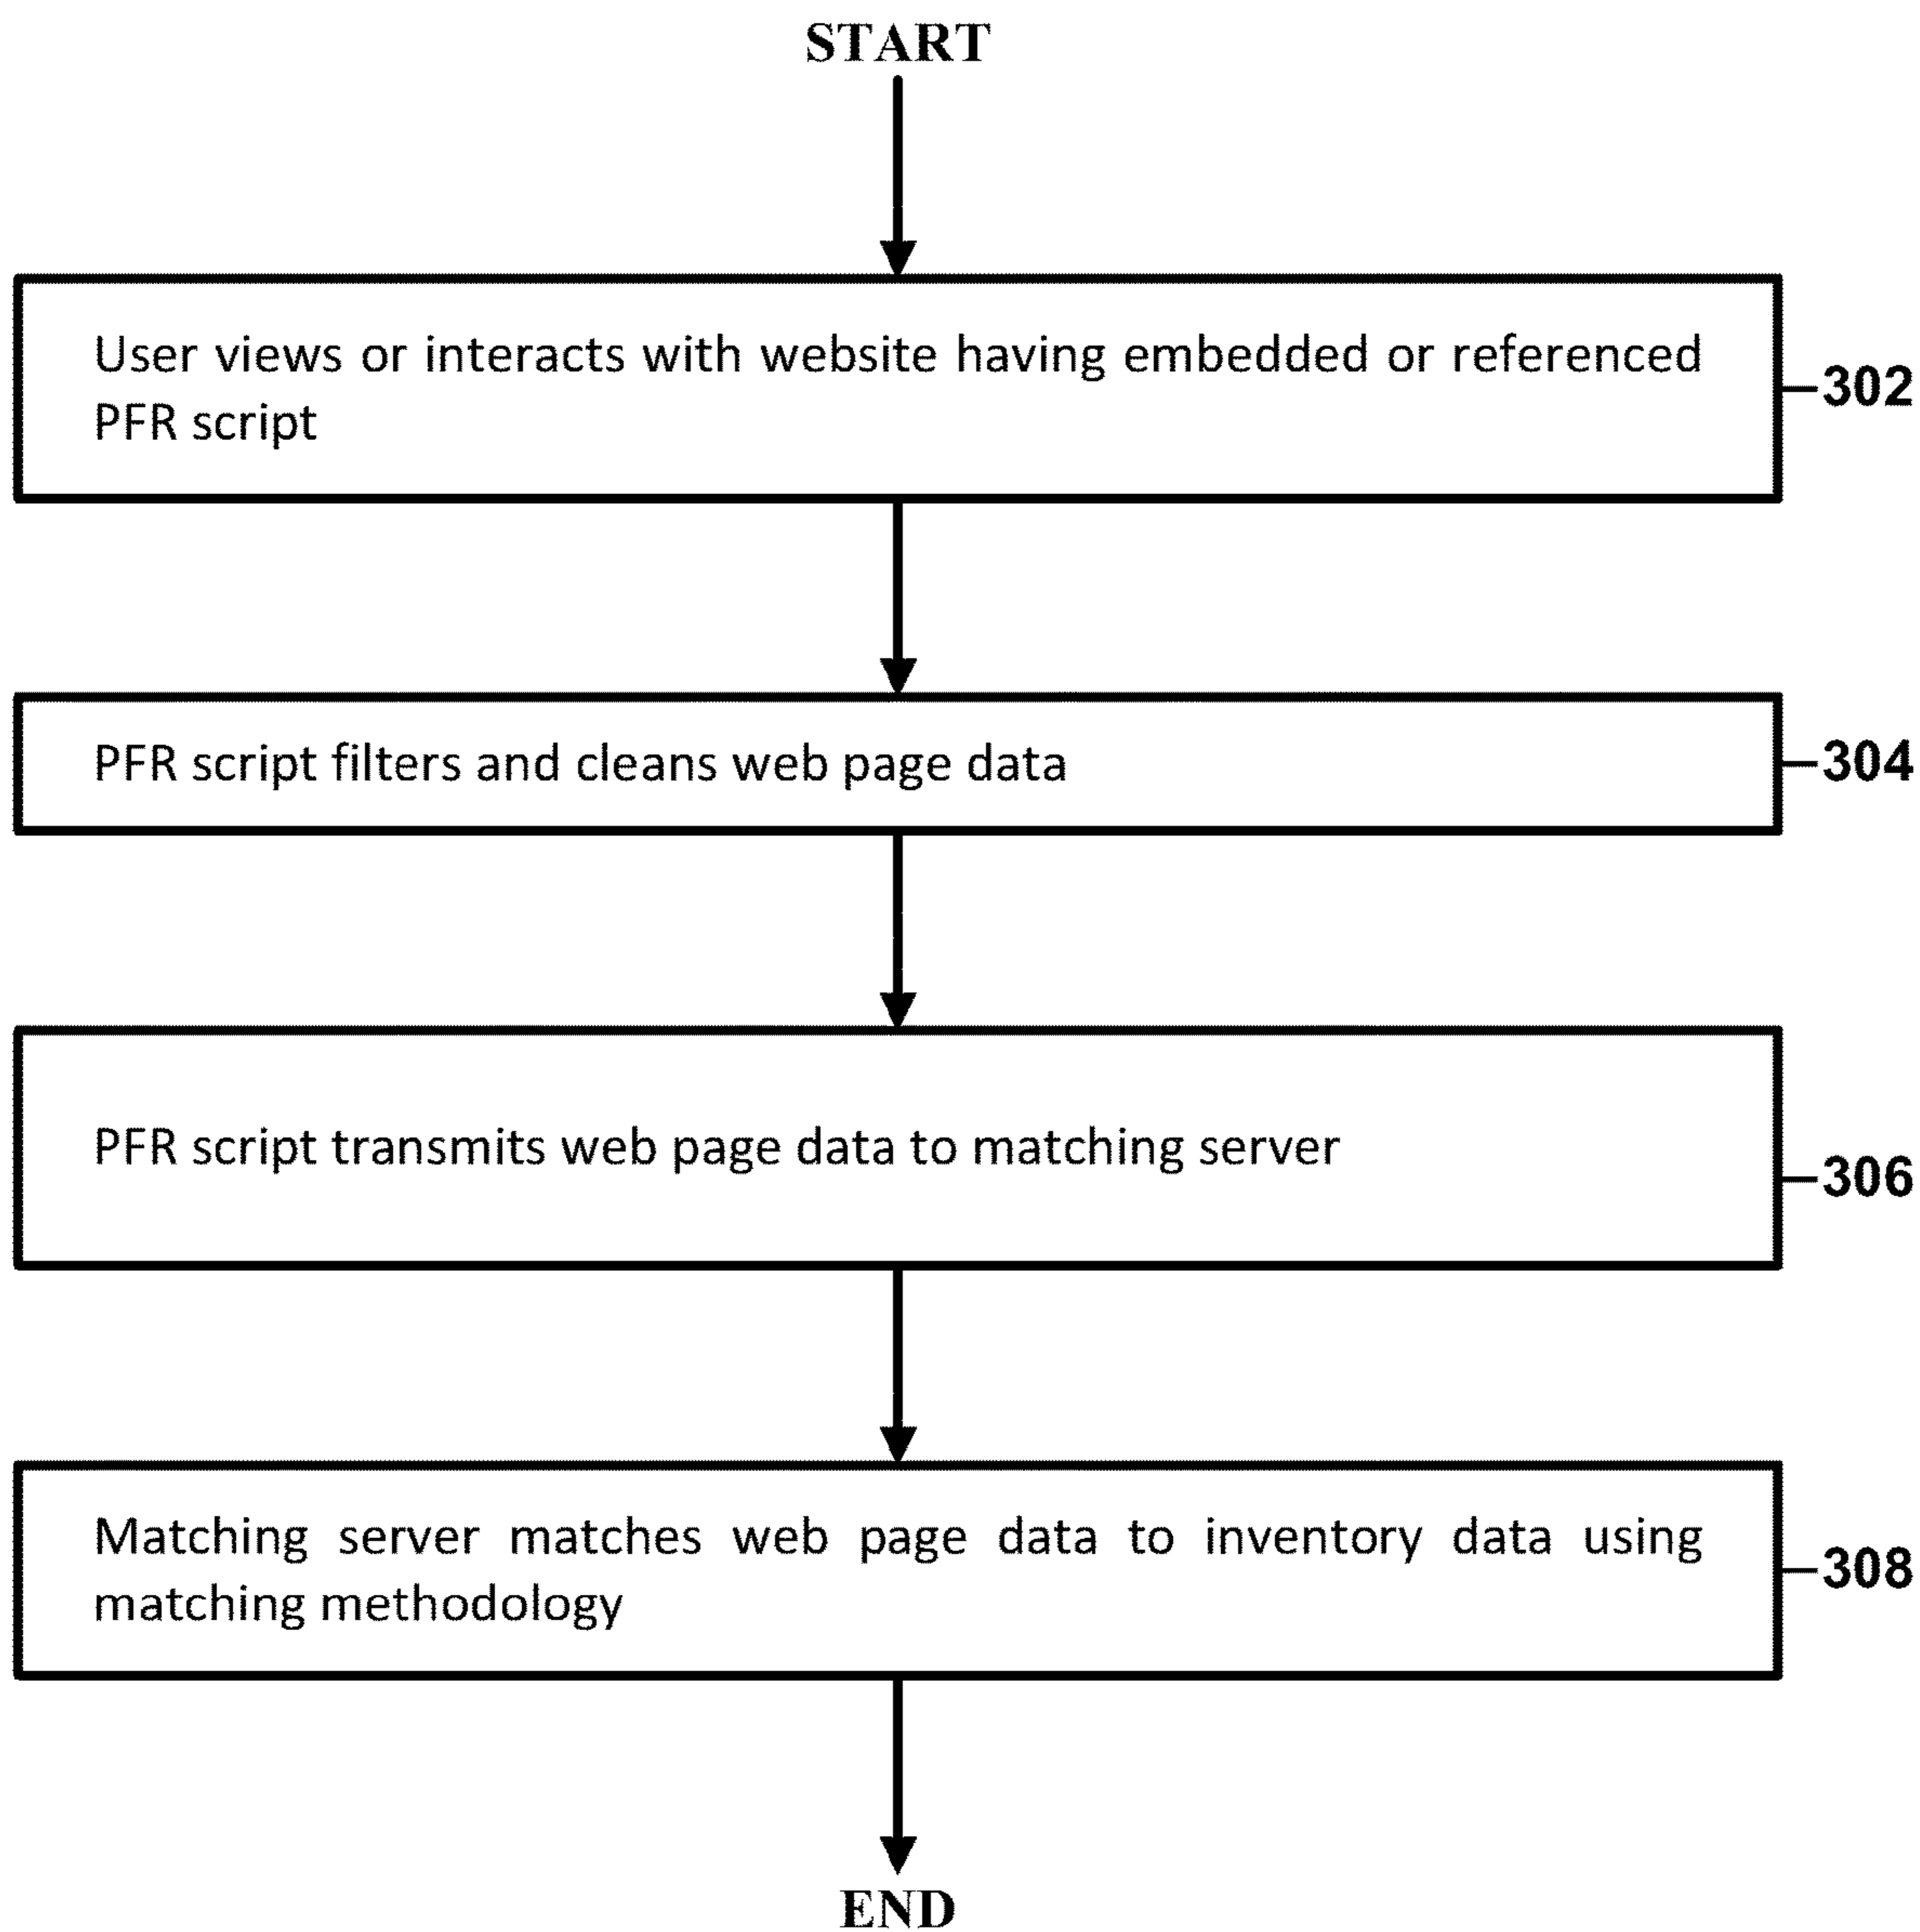 START
User views or interacts with website having embedded or referenced
PFR script
302
PFR script filters and cleans web page data
304
PFR script transmits web page data to matching server
306
Matching server matches web page data to inventory data using
matching methodology
308
END